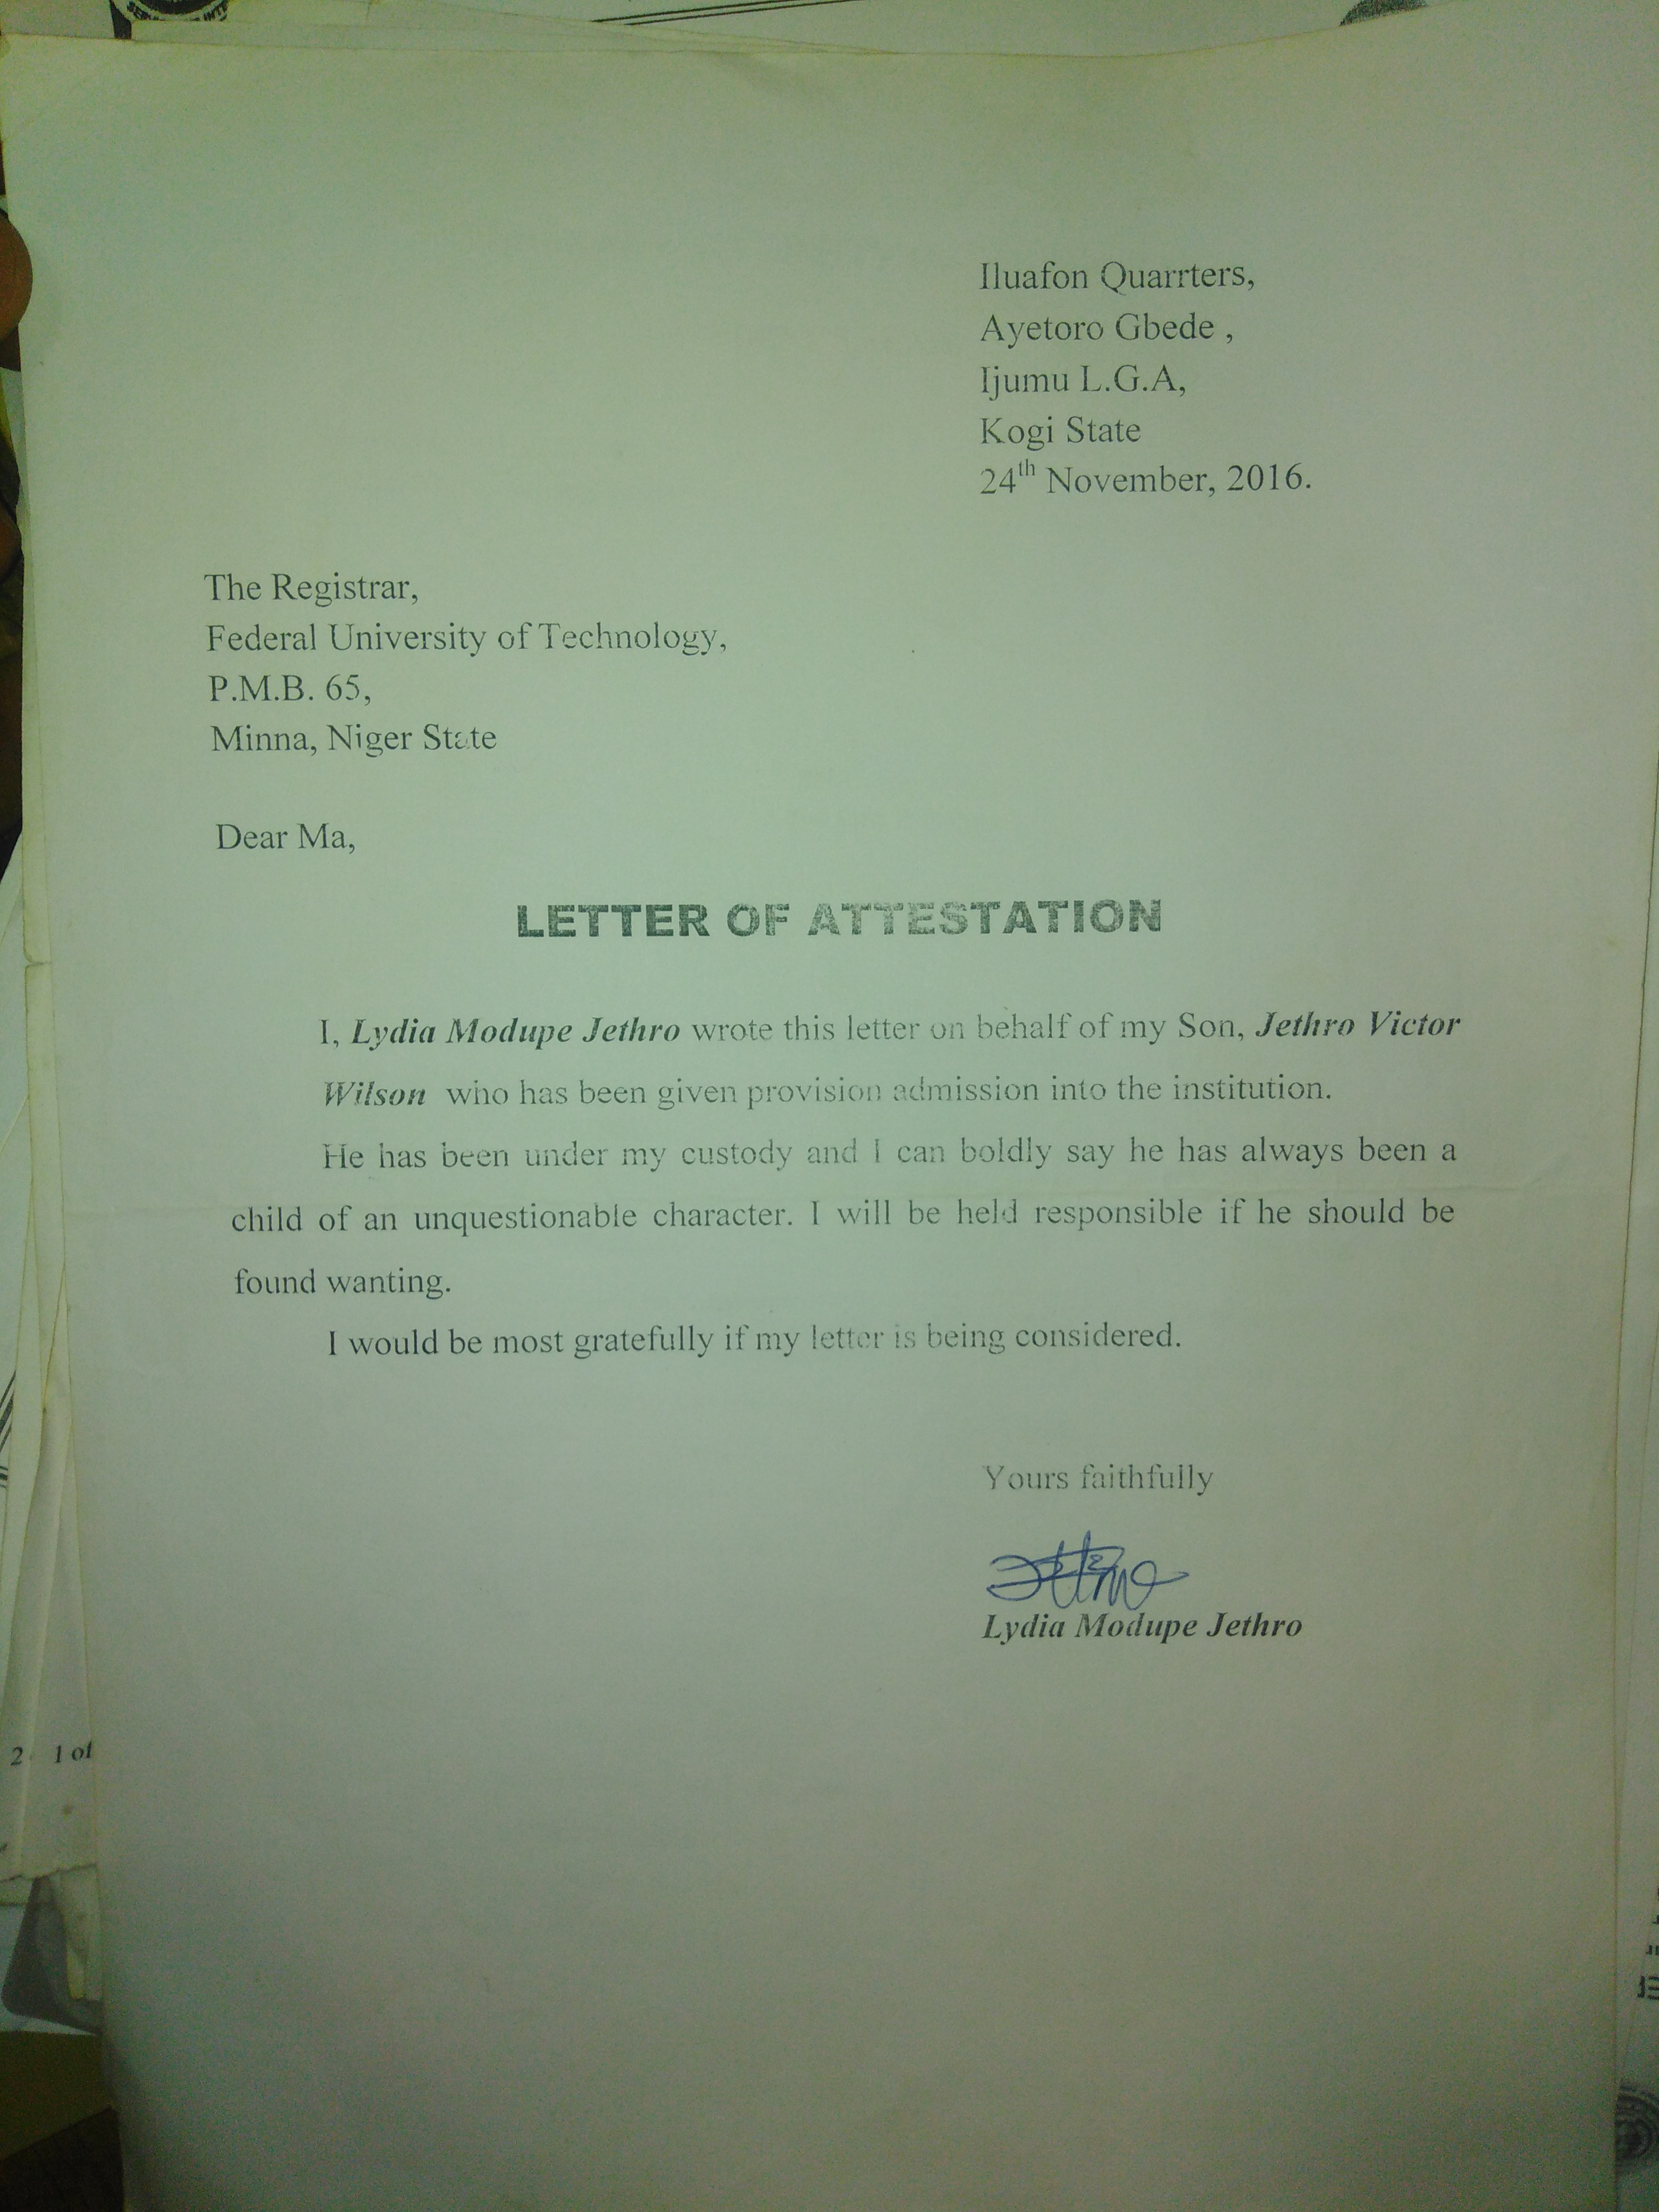 Iluafon Quarrters,
Ayetoro Gbede ,
Ijumu L.G.A,
Kogi State
24th November, 2016.
The Registrar,
Federal University of Technology,
P.M.B. 65,
Minna, Niger State
Dear Ma,
LETTER OF ATTESTATION
I, Lydia Modupe Jethro wrote this letter on behalf of my Son, Jethro Victor
Wilson who has been given provision admission into the institution.
He has been under my custody and I can boldly say he has always been a
child of an unquestionable character. I will be held responsible if he should be
found wanting.
I would be most gratefully if my letter is being considered.
Yours faithfully
Lydia Modupe Jethro
2 1 of